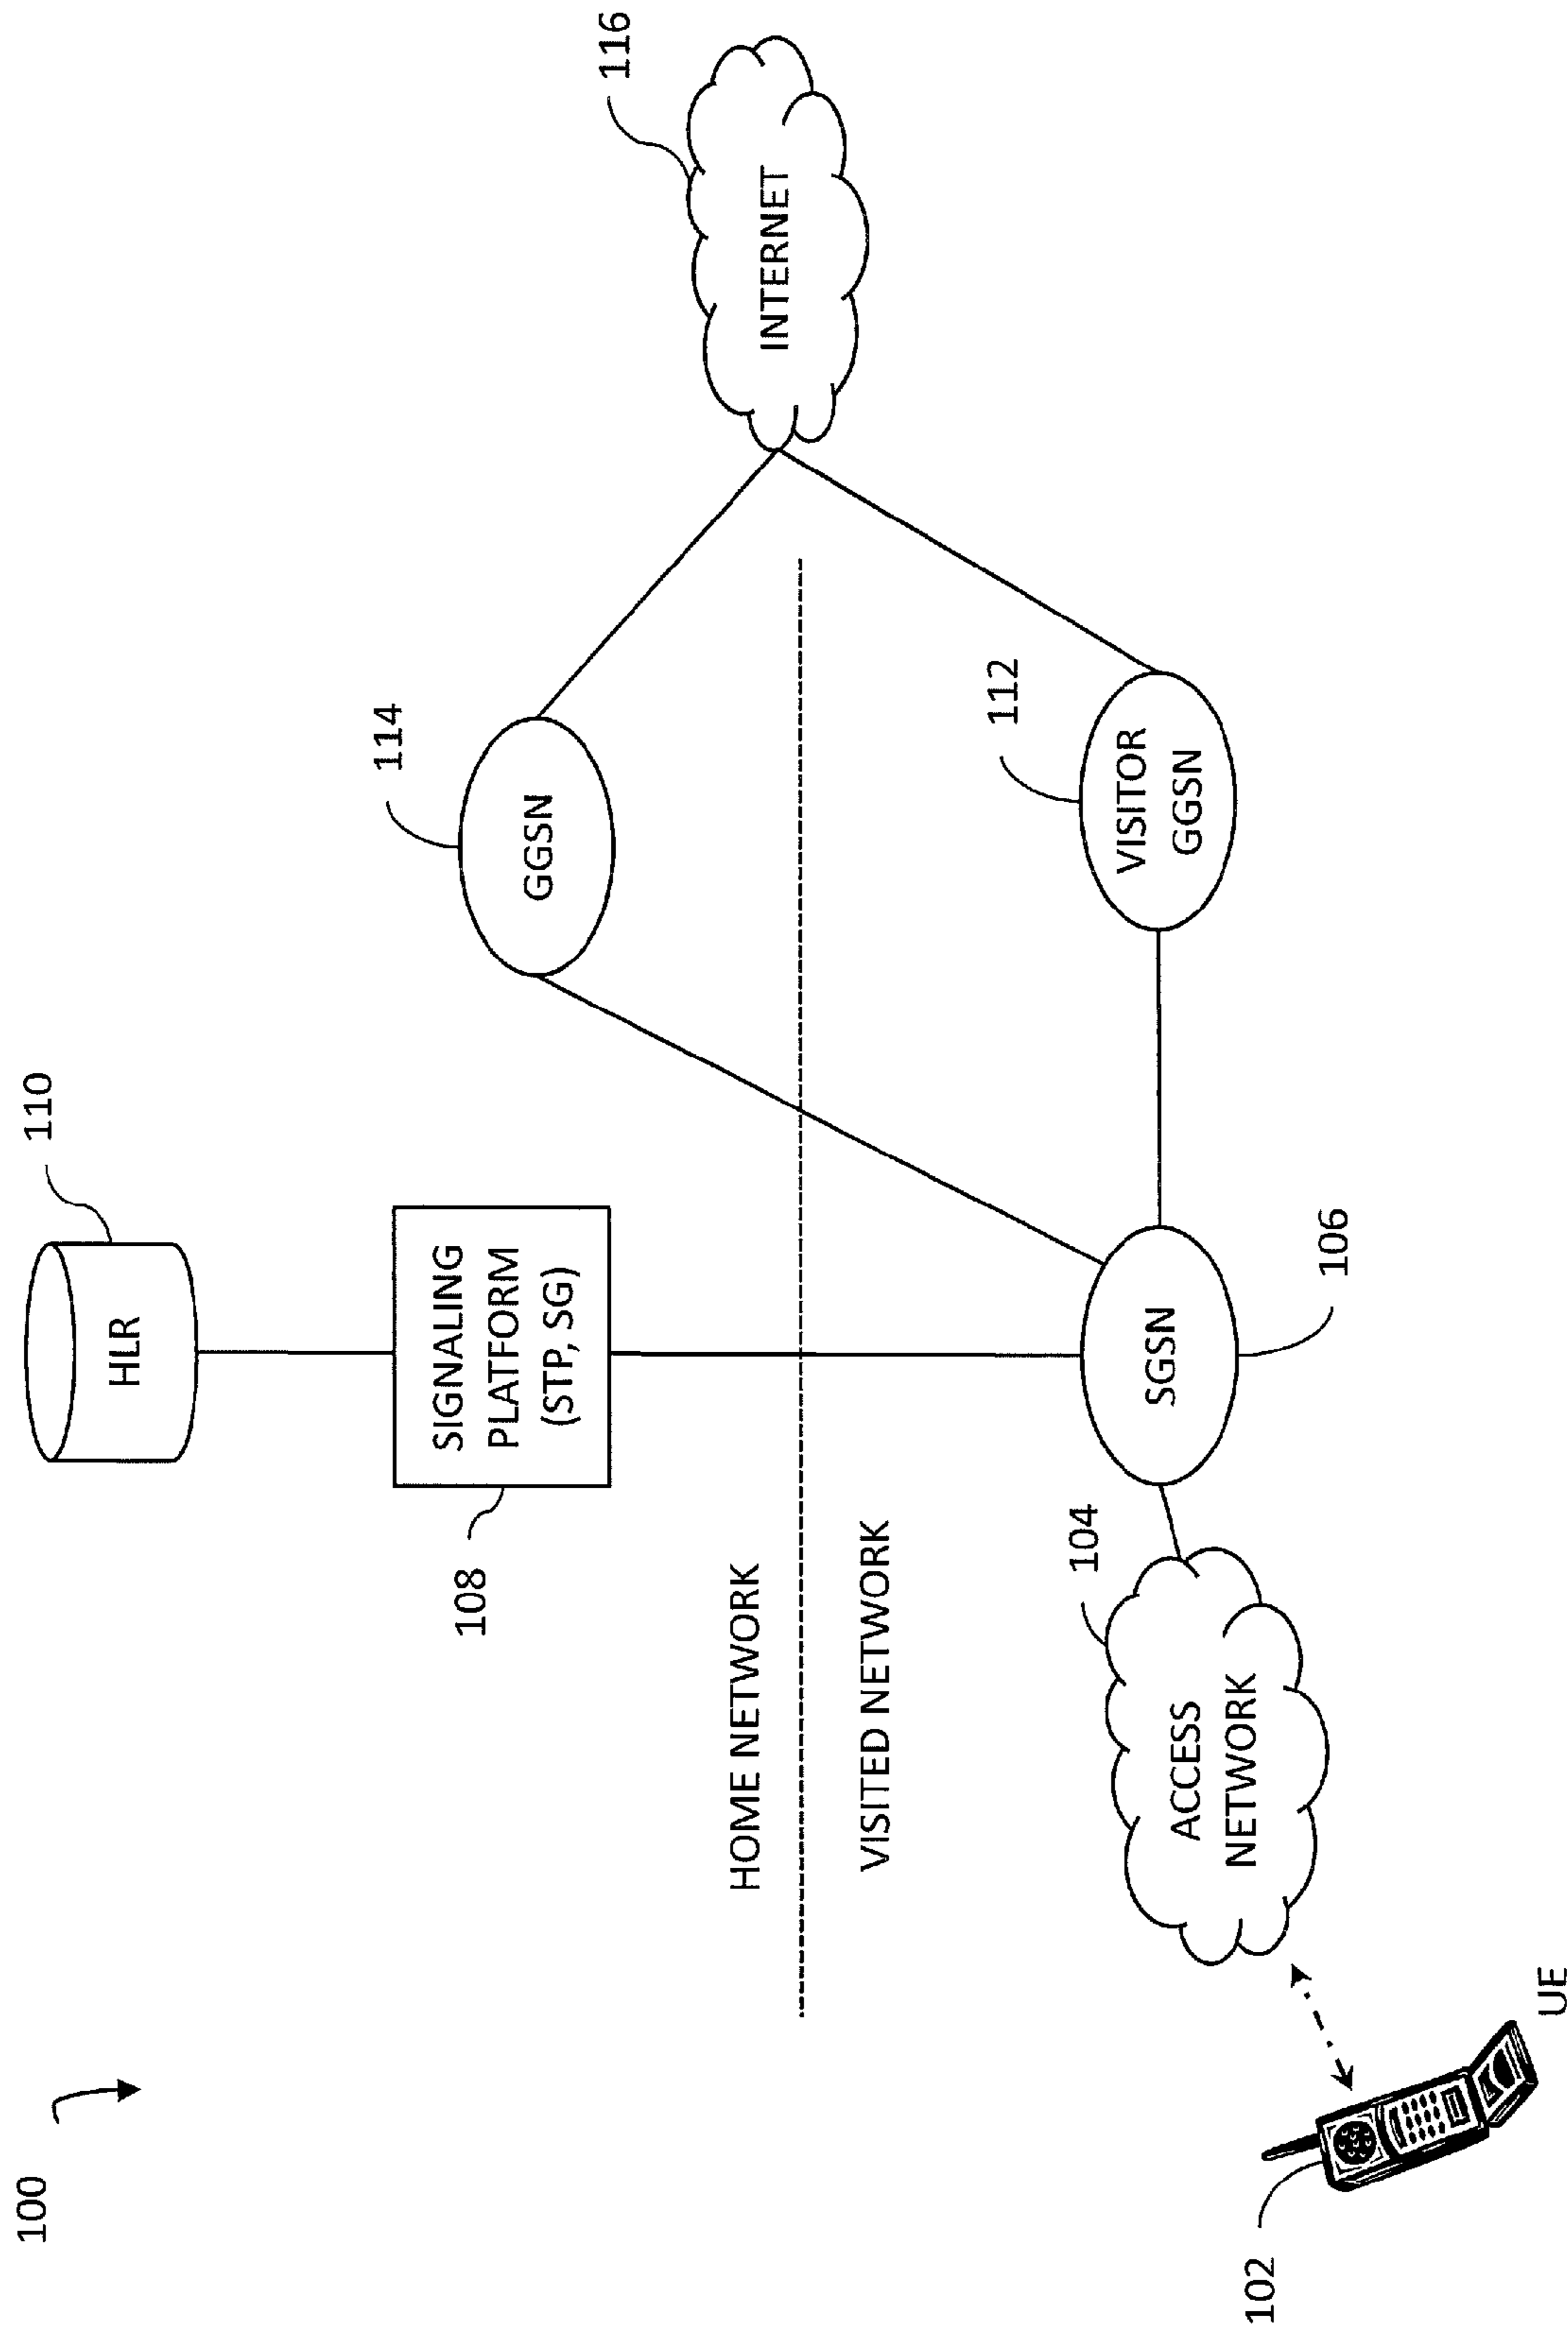 100
110
HLR
SIGNALING
PLATFORM
(STP, SG)
108
114
GGSN
116
INTERNET
HOME NETWORK
VISITED NETWORK
104
ACCESS
NETWORK
SGSN
106
112
VISITOR
GGSN
102
UE